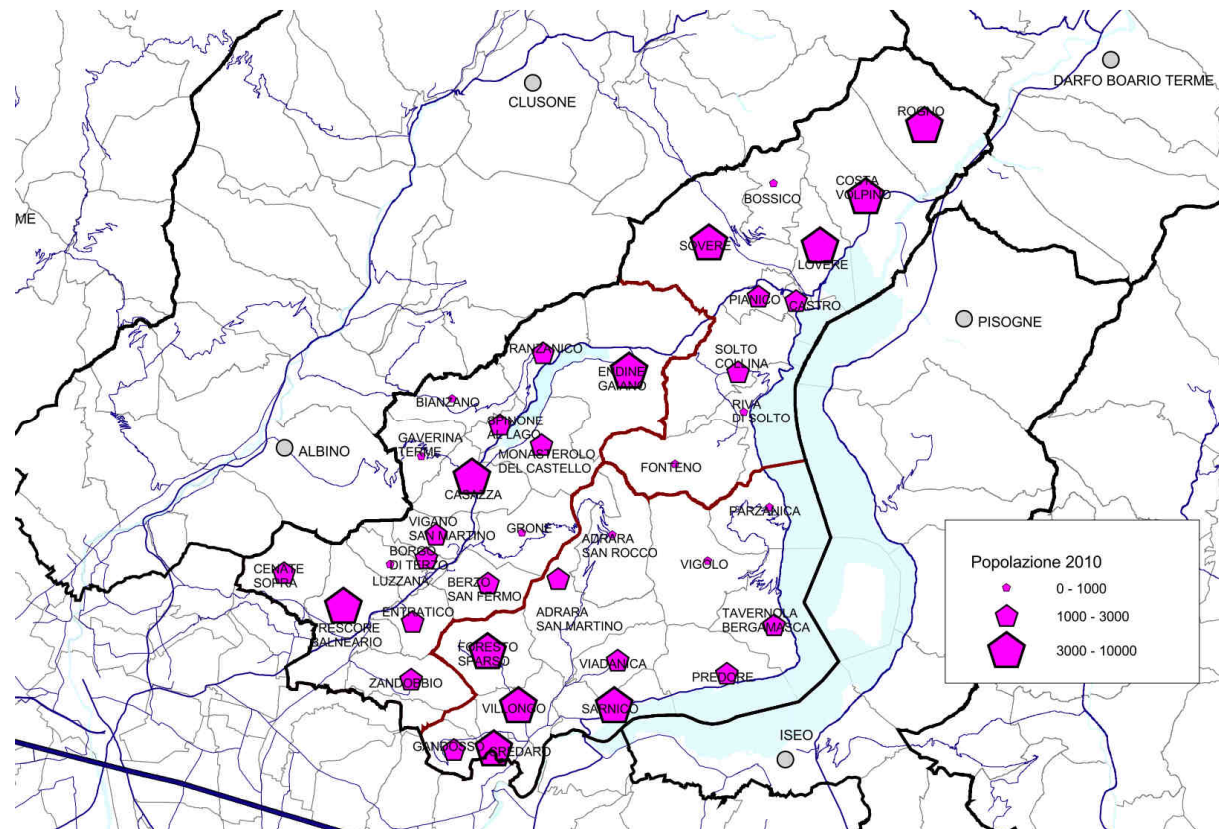 DARFO BOARIO TERME
CLUSONE
ROGNO
COSTA
VOLPINO
BOSSICO
ME
SOVERE
LOVERE
PIANICO
CASTRO
PISOGNE
RANZANICO
SOLTO
COLLINA
ENDINE
GAIANO
BIANZANO
RIVA
DI SOLTO
SPINONE
AL LAGO
GAVERINA
TERME
ALBINO
MONASTEROLO
DEL CASTELLO
FONTENO
CASAZZA
PARZANICA
VIGANO
SAN MARTINO
GRONE
ADRARA
SAN ROCCO
BORGO
DI TERZO
VIGOLO
CENATE
SOPRA
LUZZANA
BERZO
SAN FERMO
ENTRATICO
ADRARA
SAN MARTINO
TAVERNOLA
BERGAMASCA
TRESCORE
BALNEARIO
FORESTO
SPARSO
VIADANICA
ZANDOBBIO
PREDORE
VILLONGO
SARNICO
ISEO
GANDOSSO
CREDARO
Popolazione 2010
0 - 1000
1000 - 3000
3000 - 10000